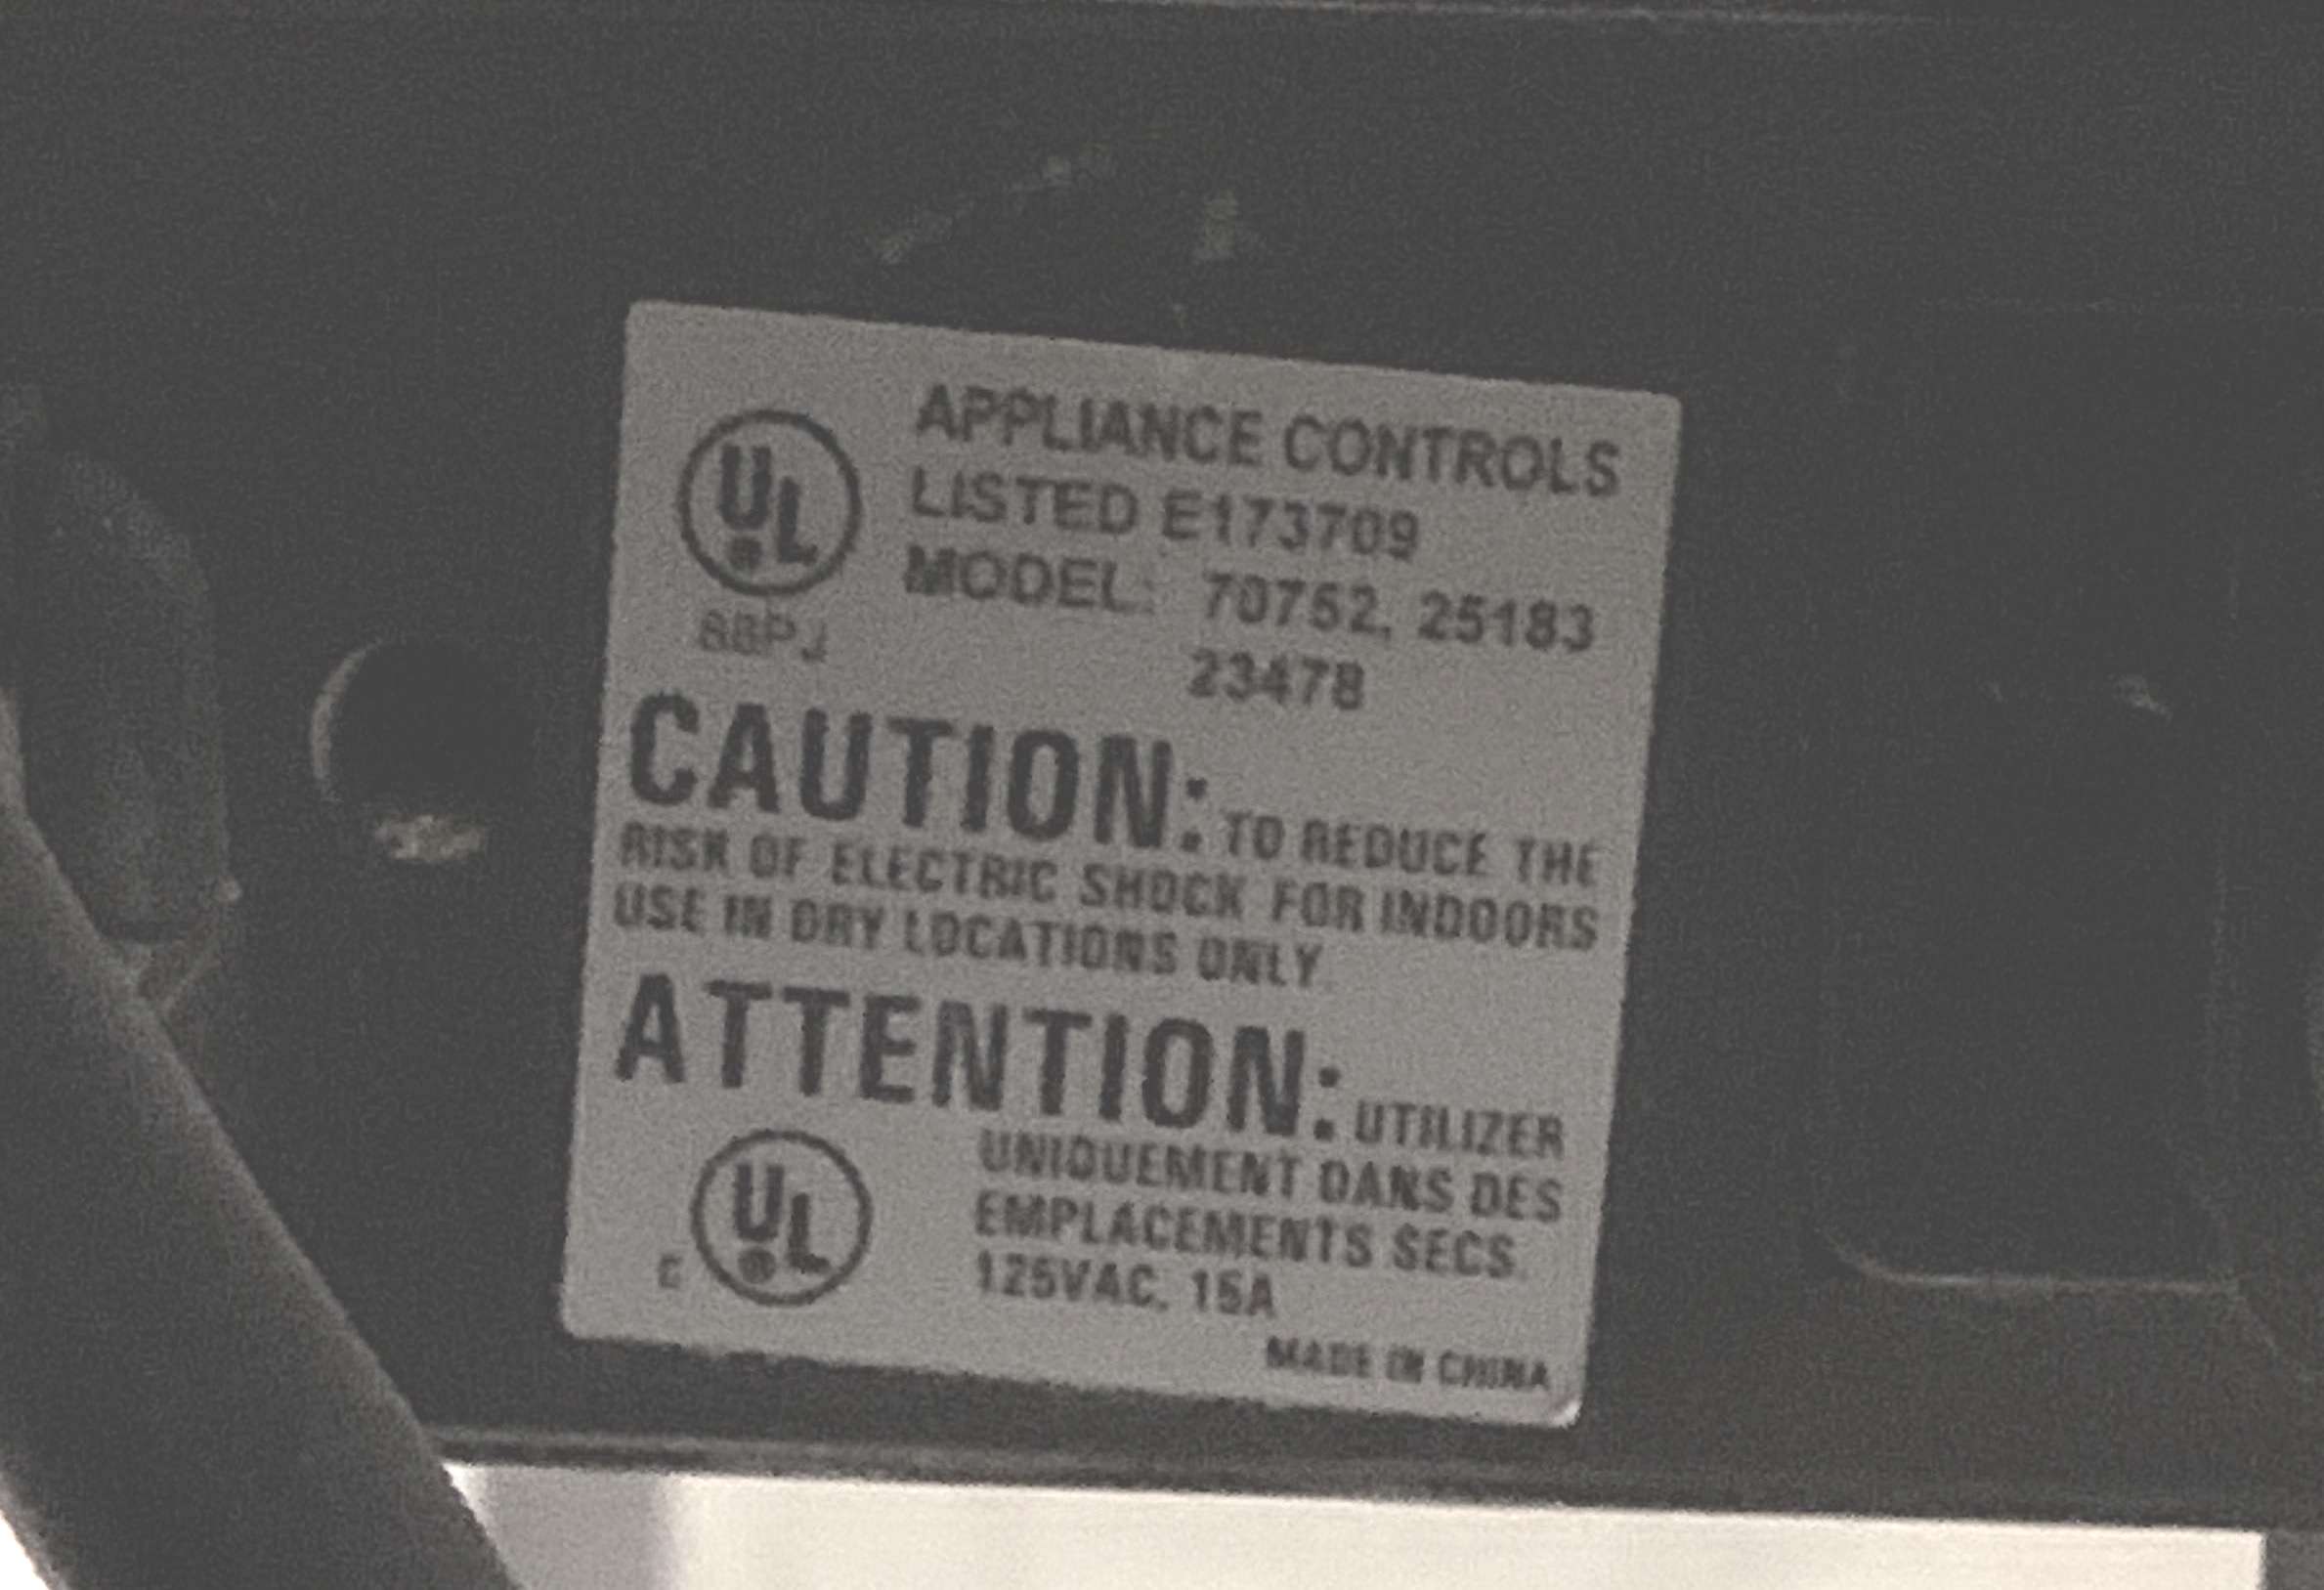 UL
APPLIANCE CONTROLS
LISTED E173709
MODEL: 70752, 25183
88PJ
23478
CAUTION: TO REDUCE THE
RISK OF ELECTRIC SHOCK FOR INDOORS
USE IN DRY LOCATIONS ONLY.
ATTENTION: UTILIZER
UNIQUEMENT DANS DES
EMPLACEMENTS SECS.
125VAC, 15A
C UL
MADE IN CHINA